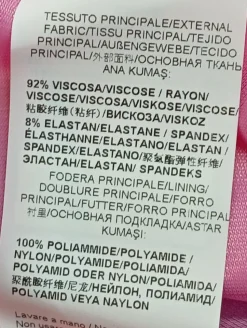 TESSUTO PRINCIPALE/EXTERNAL
FABRIC/TISSU PRINCIPAL/TEJIDO
PRINCIPAL/AUßENGEWEBE/TECIDO
PRINCIPAL/外部面料/ОСНОВНАЯ ТКАНЬ
ANA KUMAŞ:
92% VISCOSA/VISCOSE / RAYON/
VISCOSE/VISCOSA/VISKOSE/VISCOSE/
粘胶纤维(粘纤)/ВИСКОЗА/VISKOZ
8% ELASTAN/ELASTANE / SPANDEX/
ÉLASTHANNE/ELASTANO/ELASTAN /
SPANDEX/ELASTANO/聚氨酯弹性纤维/
ЭЛАСТАН/ELASTAN/ SPANDEKS
FODERA PRINCIPALE/LINING/
DOUBLURE PRINCIPALE/FORRO
PRINCIPAL/FUTTER/FORRO PRINCIPAL
/衬里/ОСНОВНАЯ ПОДКЛАДКА/ASTAR
KUMAŞI:
100% POLIAMMIDE/POLYAMIDE /
NYLON/POLYAMIDE/POLIAMIDA/
POLYAMID ODER NYLON/POLIAMIDA/
聚酰胺纤维/尼龙/НЕЙЛОН, ПОЛИАМИД/
POLYAMID VEYA NAYLON
Lavare a mano /
Non